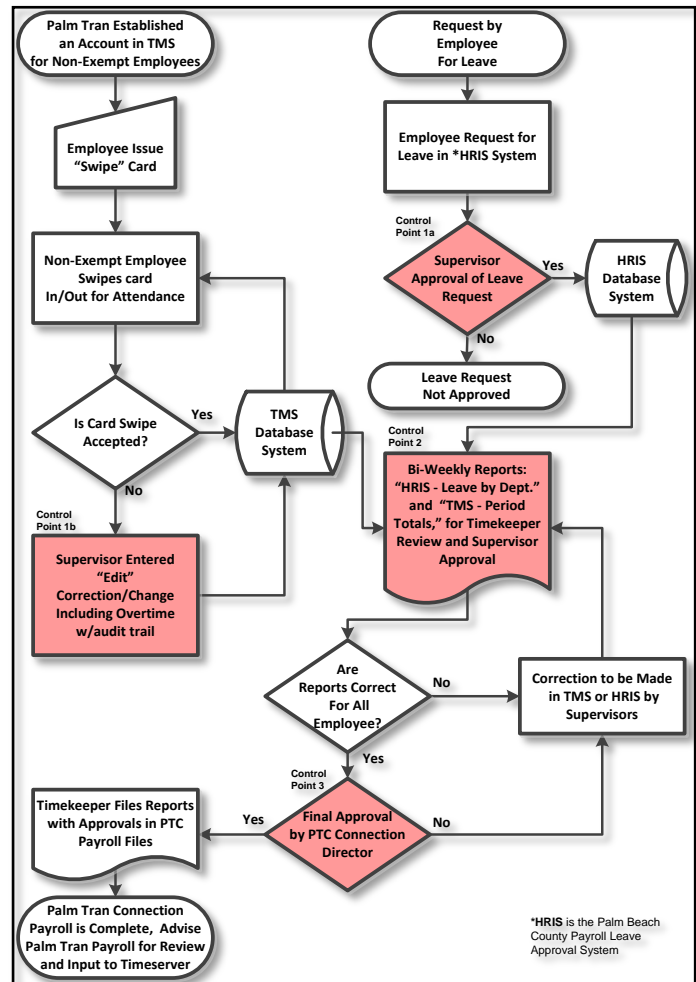 Palm Tran Established
an Account in TMS
for Non-Exempt Employees
Employee Issue
"Swipe" Card
Non-Exempt Employee
Swipes card
In/Out for Attendance
Is Card Swipe
Accepted?
Yes
No
TMS
Database
System
Control
Point 1b
Supervisor Entered
"Edit"
Correction/Change
Including Overtime
w/audit trail
Request by
Employee
For Leave
Employee Request for
Leave in *HRIS System
Control
Point 1a
Supervisor
Approval of Leave
Request
Yes
No
HRIS
Database
System
Leave Request
Not Approved
Control
Point 2
Bi-Weekly Reports:
"HRIS - Leave by Dept."
and "TMS - Period
Totals," for Timekeeper
Review and Supervisor
Approval
Are
Reports Correct
For All
Employee?
No
Yes
Correction to be Made
in TMS or HRIS by
Supervisors
Control
Point 3
Final Approval
by PTC Connection
Director
Yes
No
Timekeeper Files Reports
with Approvals in PTC
Payroll Files
Palm Tran Connection
Payroll is Complete, Advise
Palm Tran Payroll for Review
and Input to Timeserver
*HRIS is the Palm Beach
County Payroll Leave
Approval System